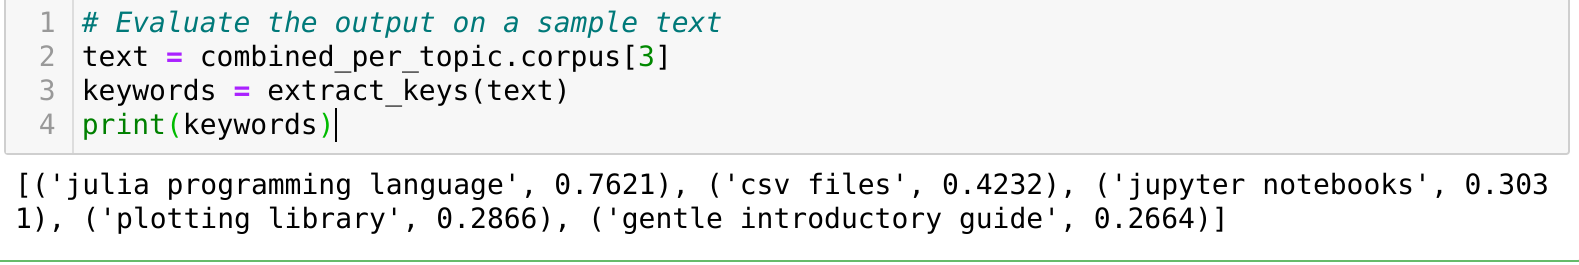 1 # Evaluate the output on a sample text
2 text = combined_per_topic.corpus[3]
3 keywords = extract_keys(text)
4 print(keywords)
[('julia programming language', 0.7621), ('csv files', 0.4232), ('jupyter notebooks', 0.303
1), ('plotting library', 0.2866), ('gentle introductory guide', 0.2664)]